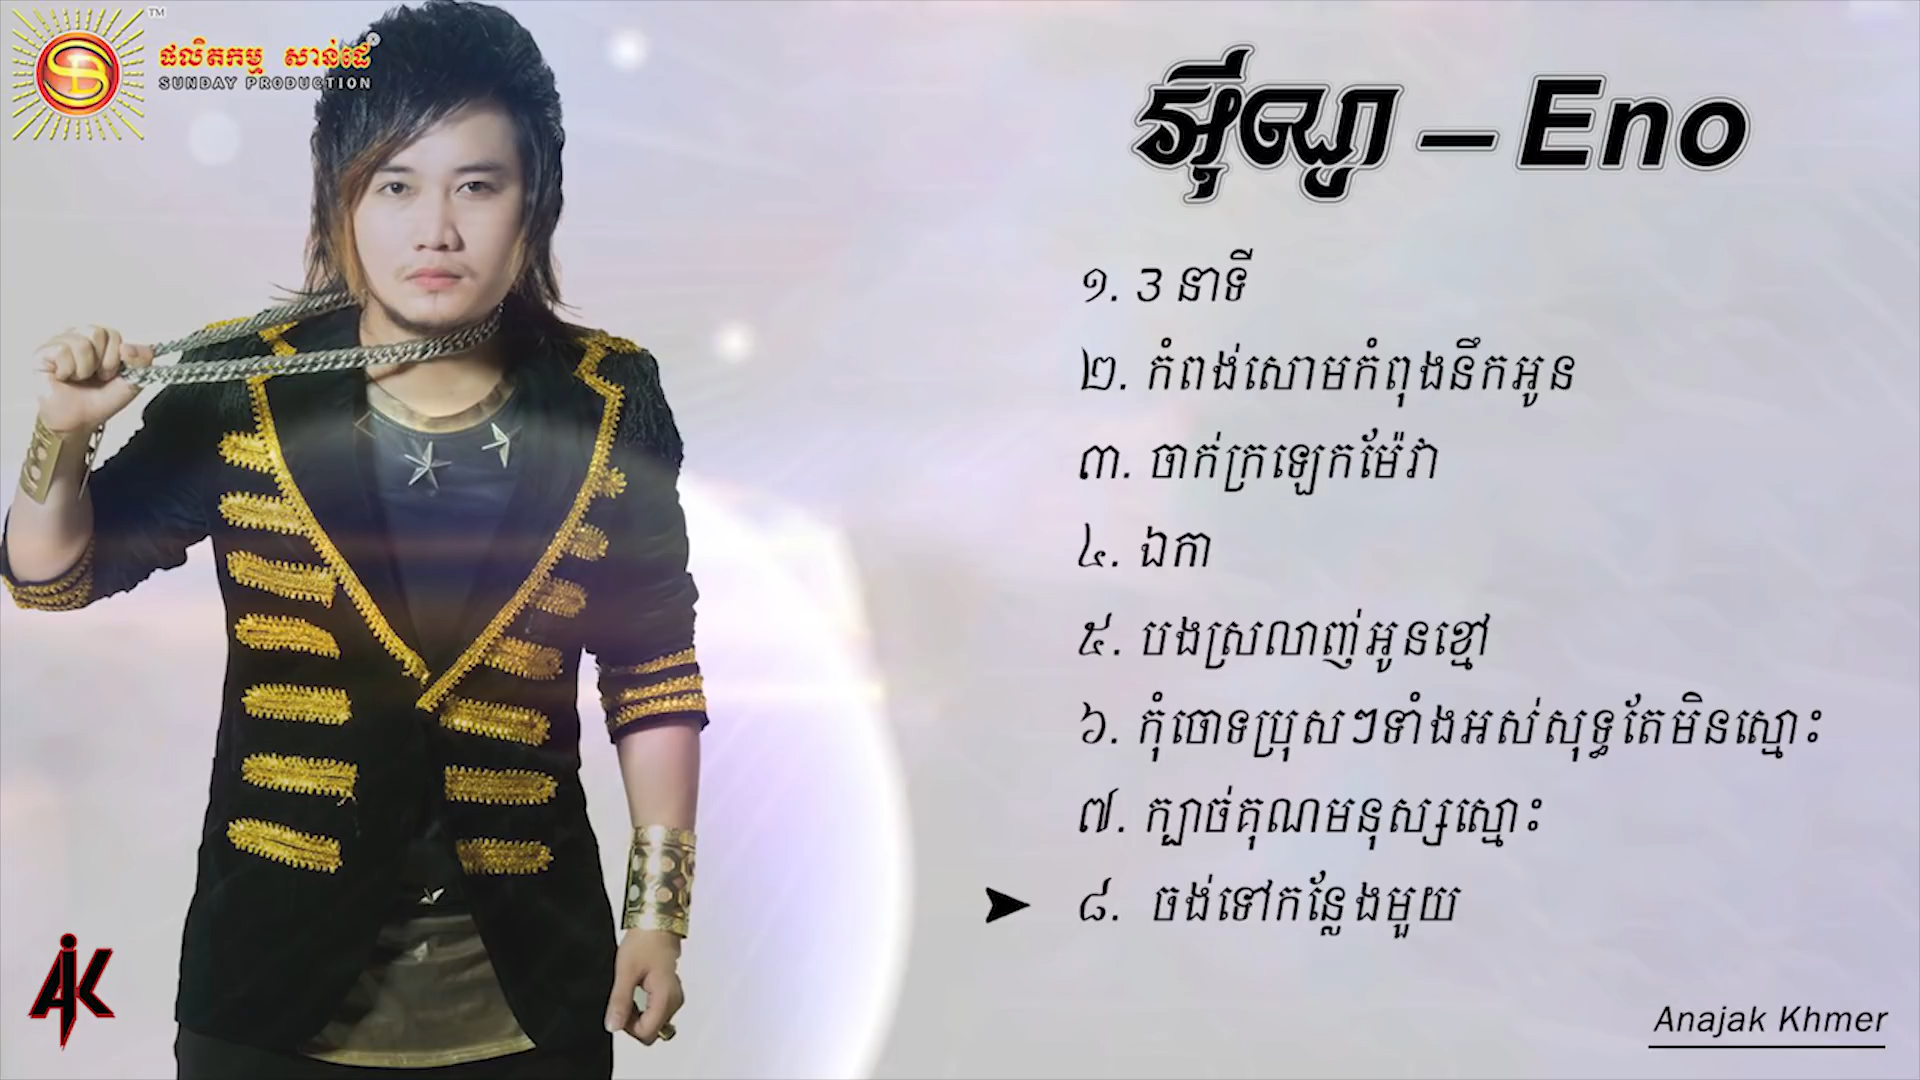 ផលិតកម្ម សាន់ដេ
SUNDAY PRODUCTION
TM
អ៊ីណូ – Eno
១. 3 នាទី
២. កំពង់សោមកំពុងនឹកអូន
៣. ចាក់ក្រឡេកម៉ែវា
៤. ឯកា
៥. បងស្រលាញ់អូនខ្មៅ
៦. កុំចោទប្រុសៗទាំងអស់សុទ្ធតែមិនស្មោះ
៧. ក្បាច់គុណមនុស្សស្មោះ
៨. ចង់ទៅកន្លែងមួយ
AJK
Anajak Khmer